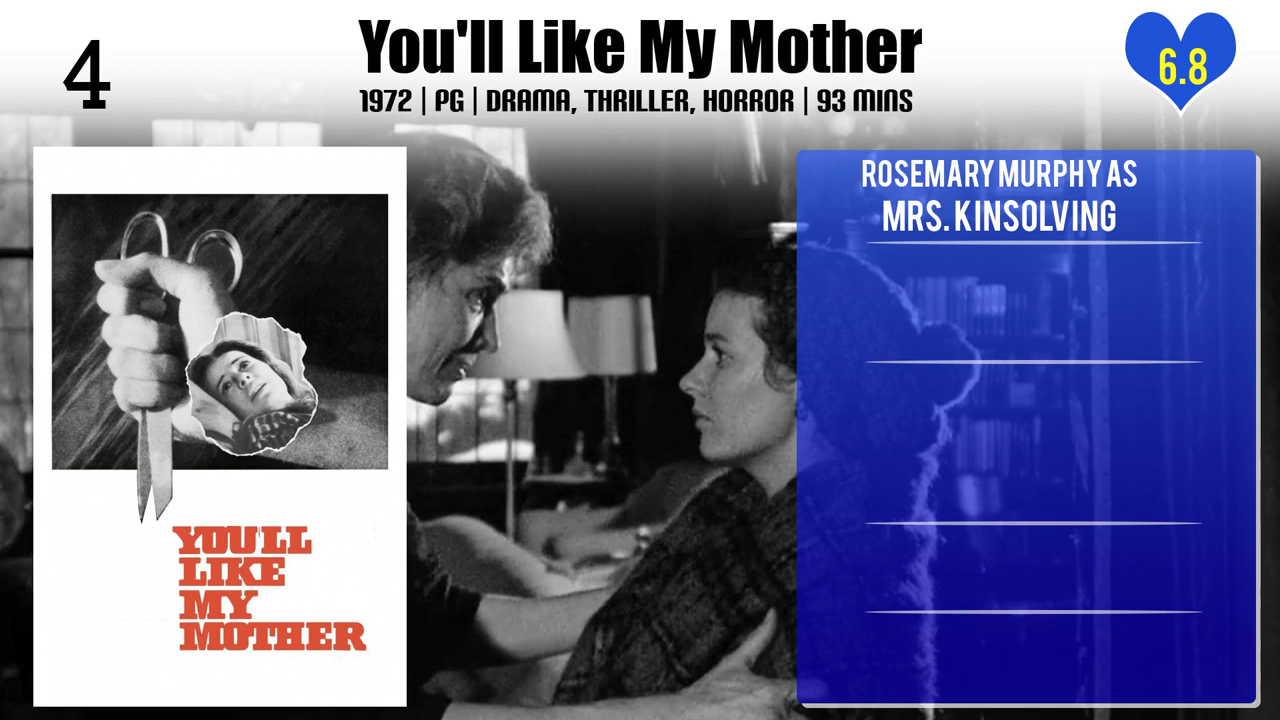 4
You'll Like My Mother
1972 | PG | DRAMA, THRILLER, HORROR | 93 MINS
6.8
ROSEMARY MURPHY AS
MRS. KINSOLVING
YOU'LL
LIKE
MY
MOTHER